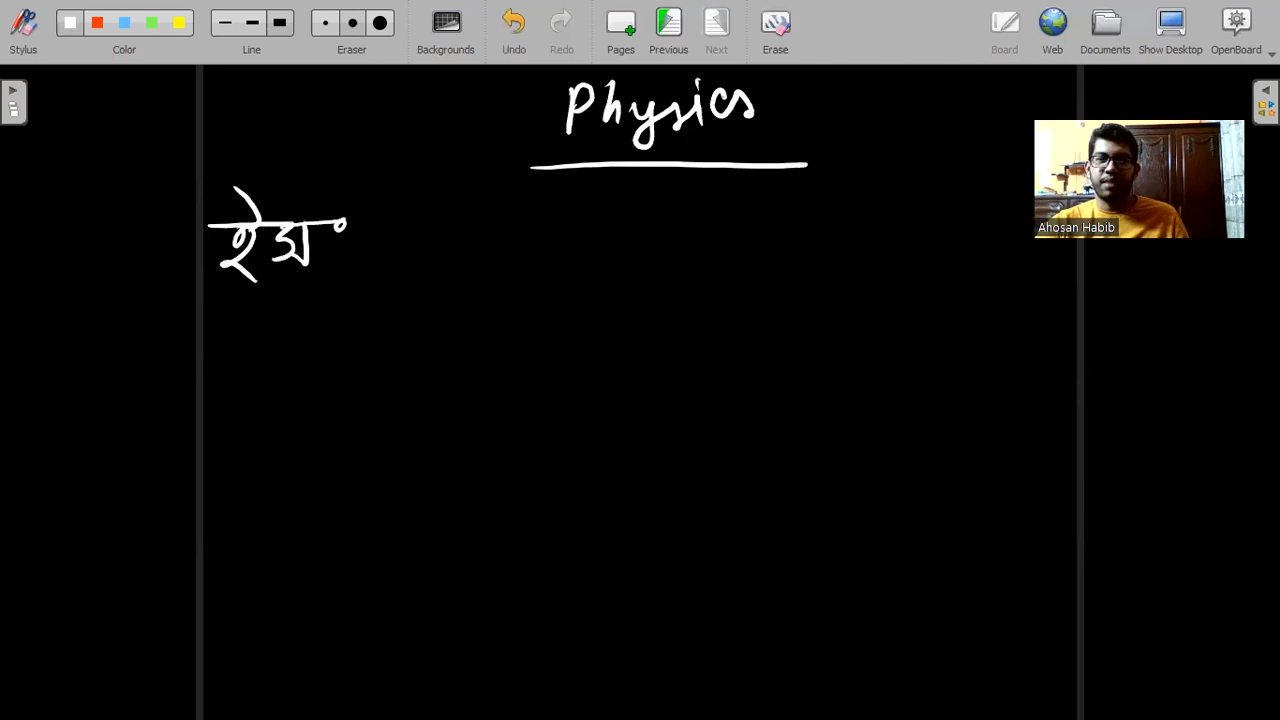 Stylus Color Line Eraser Backgrounds Undo Redo Pages Previous Next Erase Board Web Documents Show Desktop OpenBoard
Physics
Ahosan Habib